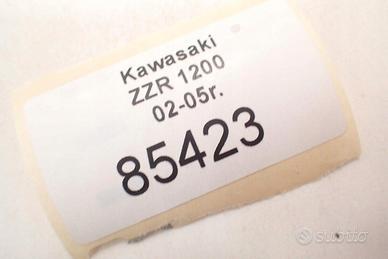 Kawasaki
ZZR 1200
02-05r.
85423
subito